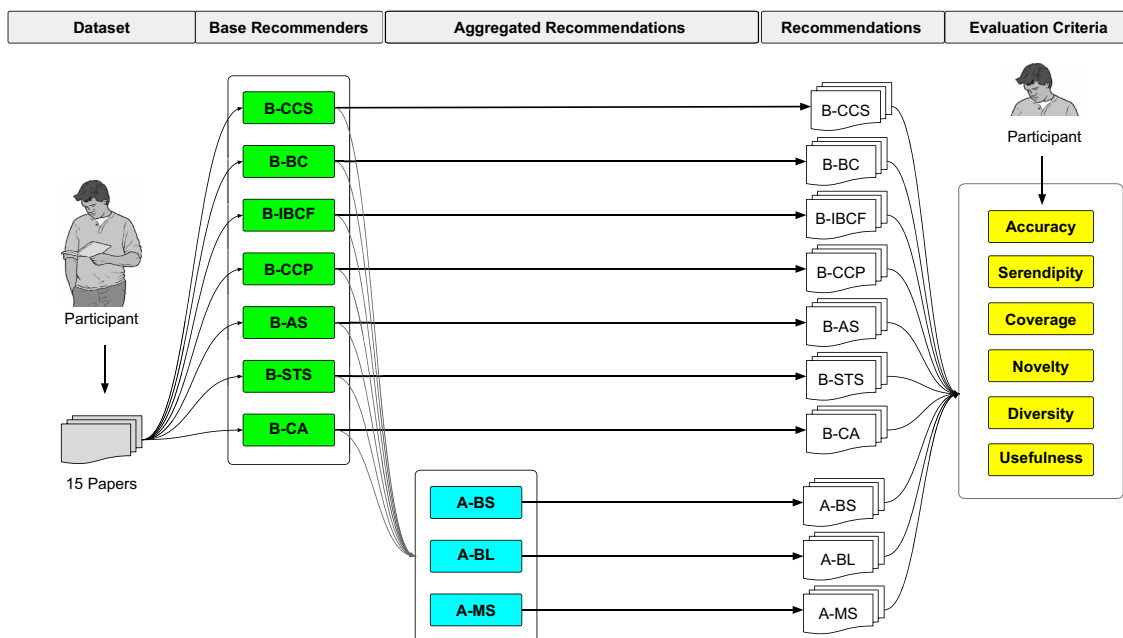 Dataset
Base Recommenders
Aggregated Recommendations
Recommendations
Evaluation Criteria
Participant
15 Papers
B-CCS
B-BC
B-IBCF
B-CCP
B-AS
B-STS
B-CA
A-BS
A-BL
A-MS
B-CCS
B-BC
B-IBCF
B-CCP
B-AS
B-STS
B-CA
A-BS
A-BL
A-MS
Participant
Accuracy
Serendipity
Coverage
Novelty
Diversity
Usefulness